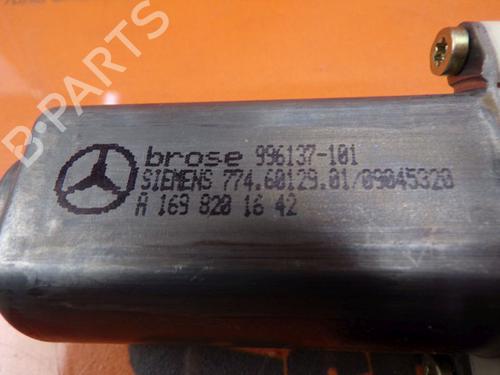 brose 996137-101
SIEMENS 774.60129.01/09045320
A 169 820 16 42
B-PARTS